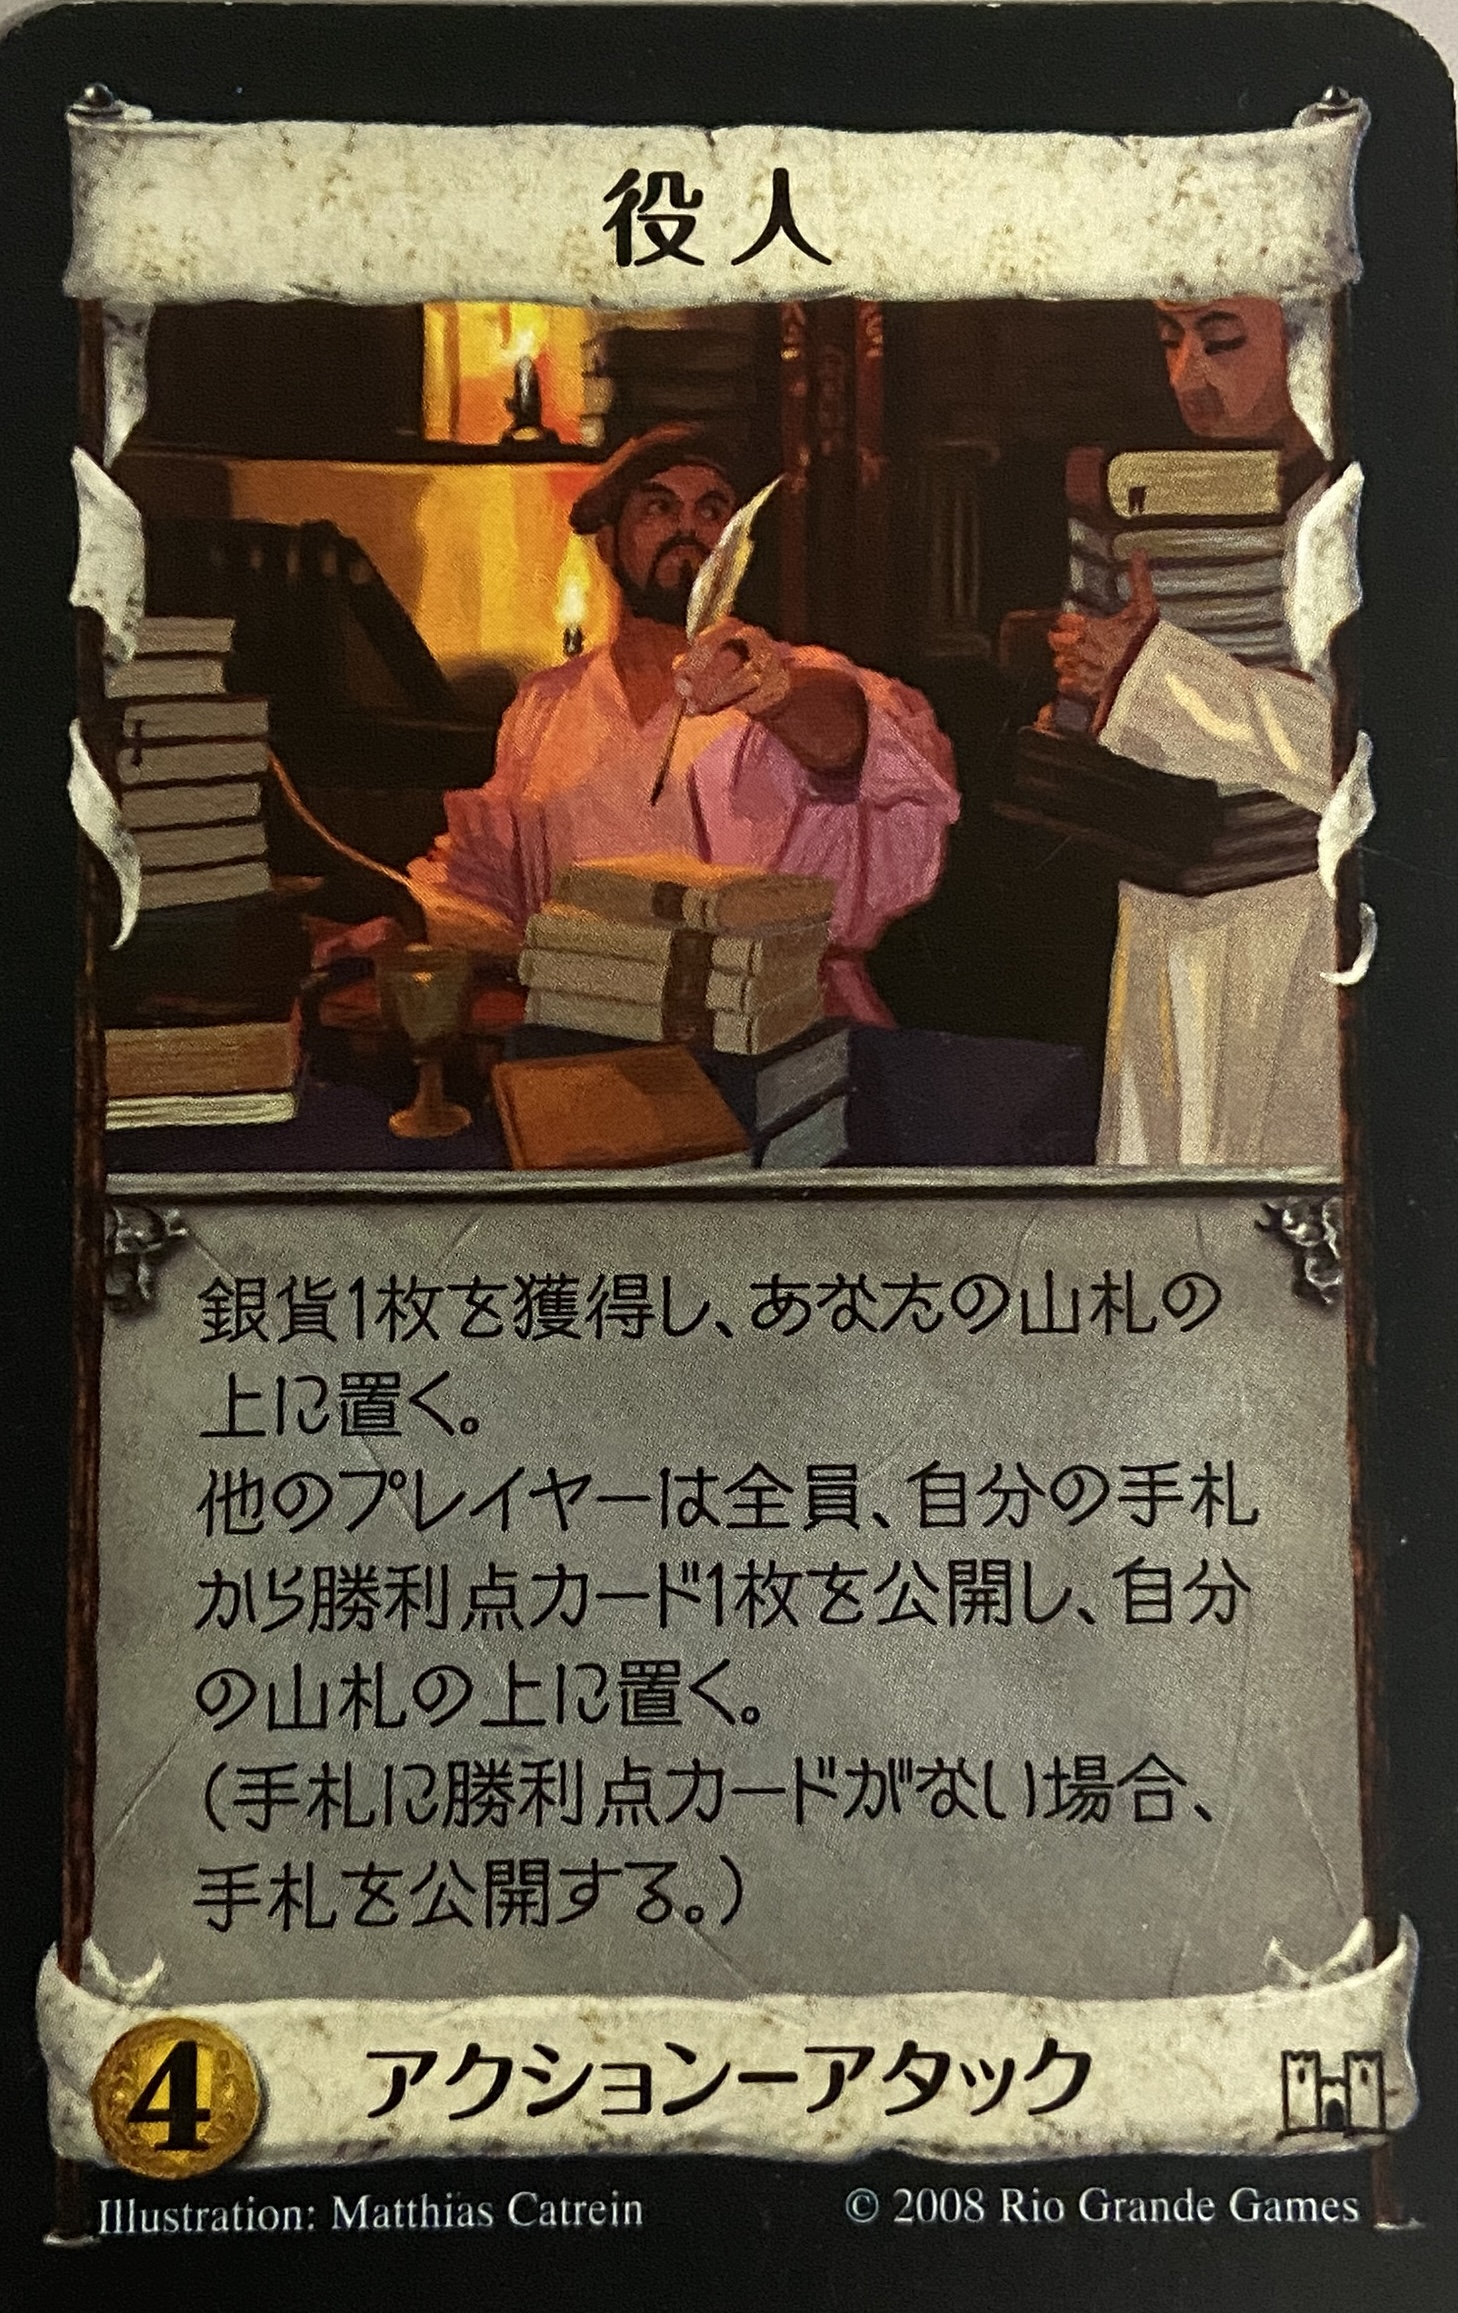 役人
銀貨1枚を獲得し、あなたの山札の
上に置く。
他のプレイヤーは全員、自分の手札
から勝利点カード1枚を公開し、自分
の山札の上に置く。
(手札に勝利点カードがない場合、
手札を公開する。)
4 アクションーアタック
Illustration: Matthias Catrein © 2008 Rio Grande Games